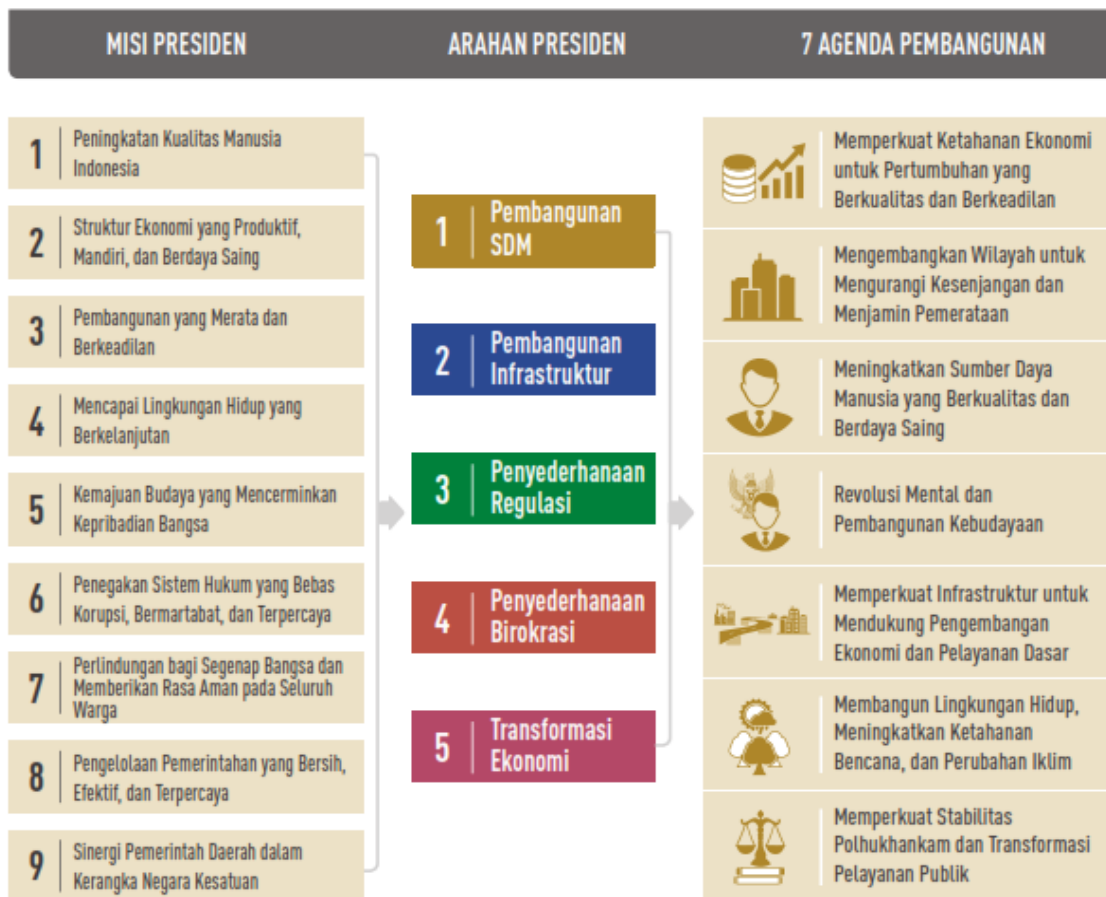 MISI PRESIDEN
ARAHAN PRESIDEN
7 AGENDA PEMBANGUNAN
1
Peningkatan Kualitas Manusia
Indonesia
2
Struktur Ekonomi yang Produktif,
Mandiri, dan Berdaya Saing
3
Pembangunan yang Merata dan
Berkeadilan
4
Mencapai Lingkungan Hidup yang
Berkelanjutan
5
Kemajuan Budaya yang Mencerminkan
Kepribadian Bangsa
6
Penegakan Sistem Hukum yang Bebas
Korupsi, Bermartabat, dan Terpercaya
7
Perlindungan bagi Segenap Bangsa dan
Memberikan Rasa Aman pada Seluruh
Warga
8
Pengelolaan Pemerintahan yang Bersih,
Efektif, dan Terpercaya
9
Sinergi Pemerintah Daerah dalam
Kerangka Negara Kesatuan
1
Pembangunan
SDM
2
Pembangunan
Infrastruktur
3
Penyederhanaan
Regulasi
4
Penyederhanaan
Birokrasi
5
Transformasi
Ekonomi
Memperkuat Ketahanan Ekonomi
untuk Pertumbuhan yang
Berkualitas dan Berkeadilan
Mengembangkan Wilayah untuk
Mengurangi Kesenjangan dan
Menjamin Pemerataan
Meningkatkan Sumber Daya
Manusia yang Berkualitas dan
Berdaya Saing
Revolusi Mental dan
Pembangunan Kebudayaan
Memperkuat Infrastruktur untuk
Mendukung Pengembangan
Ekonomi dan Pelayanan Dasar
Membangun Lingkungan Hidup,
Meningkatkan Ketahanan
Bencana, dan Perubahan Iklim
Memperkuat Stabilitas
Polhukhankam dan Transformasi
Pelayanan Publik